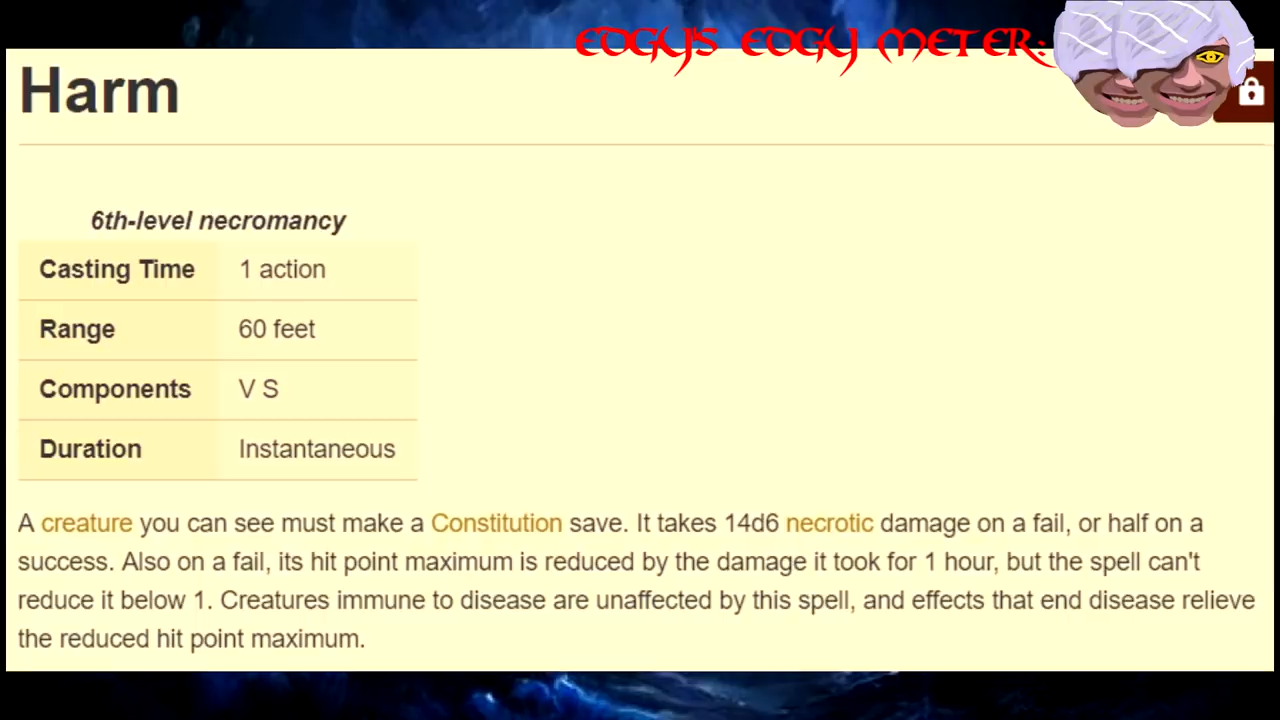 EDGY'S EDGY METER:
Harm
6th-level necromancy
Casting Time 1 action
Range 60 feet
Components V S
Duration Instantaneous
A creature you can see must make a Constitution save. It takes 14d6 necrotic damage on a fail, or half on a
success. Also on a fail, its hit point maximum is reduced by the damage it took for 1 hour, but the spell can't
reduce it below 1. Creatures immune to disease are unaffected by this spell, and effects that end disease relieve
the reduced hit point maximum.